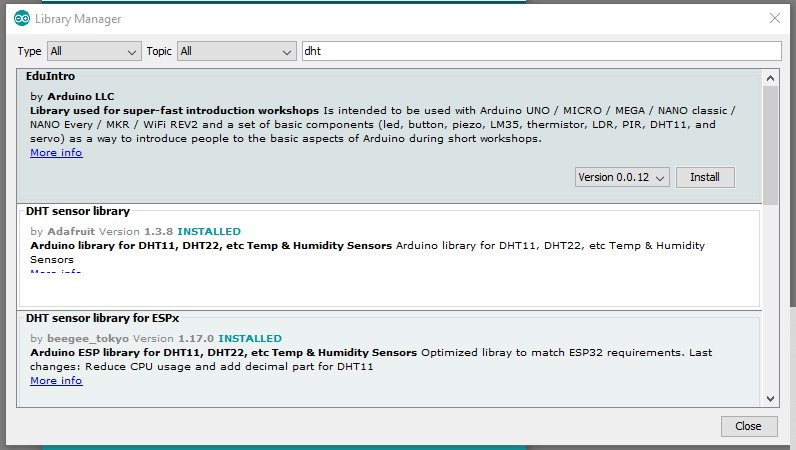 Library Manager
Type All Topic All dht
EduIntro
by Arduino LLC
Library used for super-fast introduction workshops Is intended to be used with Arduino UNO / MICRO / MEGA / NANO classic /
NANO Every / MKR / WiFi REV2 and a set of basic components (led, button, piezo, LM35, thermistor, LDR, PIR, DHT11, and
servo) as a way to introduce people to the basic aspects of Arduino during short workshops.
More info
Version 0.0.12 Install
DHT sensor library
by Adafruit Version 1.3.8 INSTALLED
Arduino library for DHT11, DHT22, etc Temp & Humidity Sensors Arduino library for DHT11, DHT22, etc Temp & Humidity
Sensors
More info
DHT sensor library for ESPx
by beegee_tokyo Version 1.17.0 INSTALLED
Arduino ESP library for DHT11, DHT22, etc Temp & Humidity Sensors Optimized libray to match ESP32 requirements. Last
changes: Reduce CPU usage and add decimal part for DHT11
More info
Close